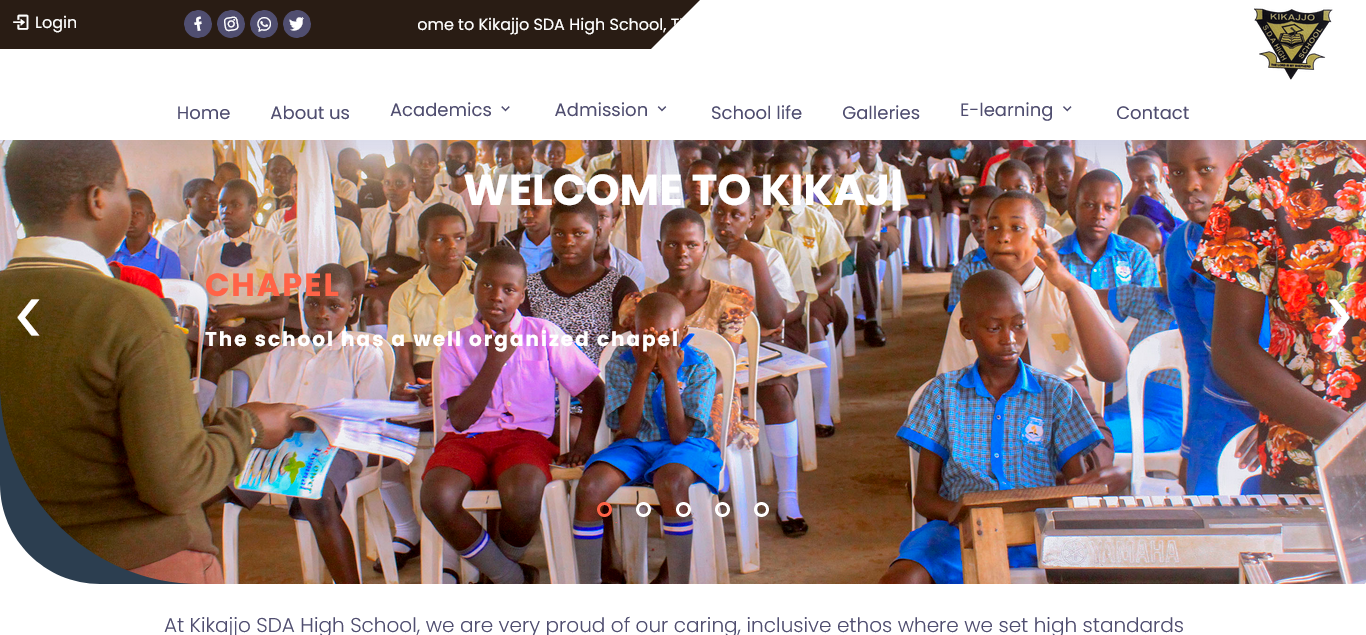 Login
ome to Kikajjo SDA High School, T
KIKAJJO
S.D.A HIGH
SCHOOL
Home
About us
Academics
Admission
School life
Galleries
E-learning
Contact
WELCOME TO KIKAJ
CHAPEL
The school has a well organized chapel
YAMAHA
At Kikajjo SDA High School, we are very proud of our caring, inclusive ethos where we set high standards